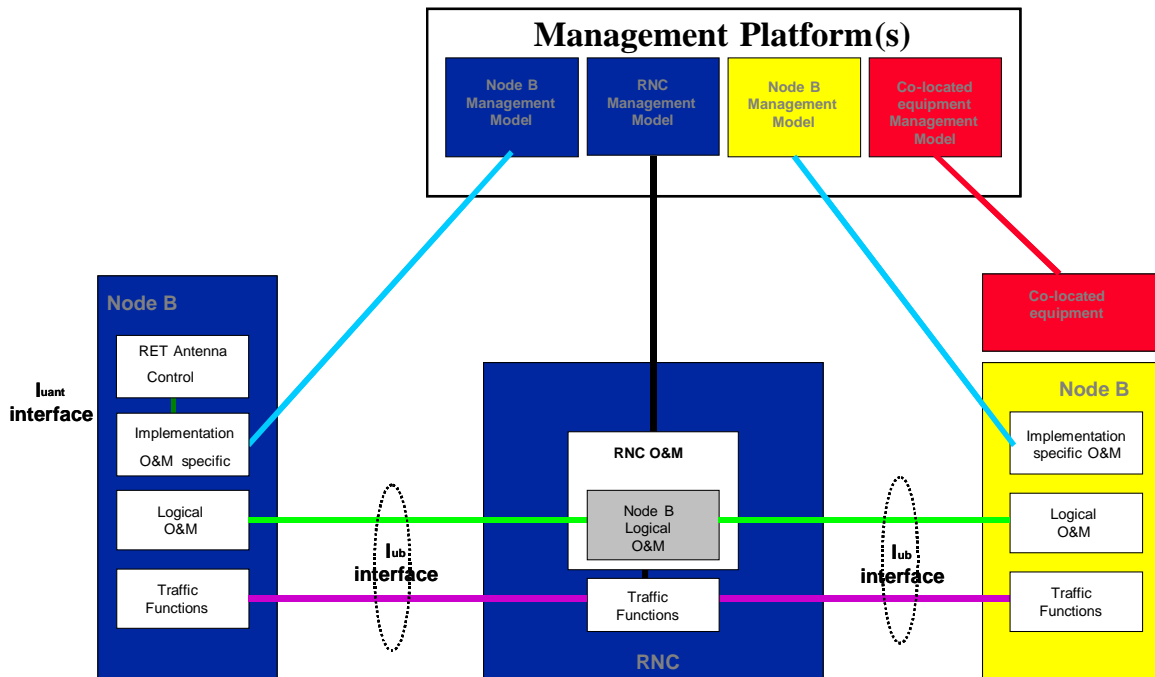 Management Platform(s)
Node B
Management
Model
RNC
Management
Model
Node B
Management
Model
Co-located
equipment
Management
Model
Node B
RET Antenna
Control
Iuant
interface
Implementation
O&M specific
Logical
O&M
Traffic
Functions
Iub
interface
RNC O&M
Node B
Logical
O&M
Traffic
Functions
RNC
Iub
interface
Co-located
equipment
Node B
Implementation
specific O&M
Logical
O&M
Traffic
Functions